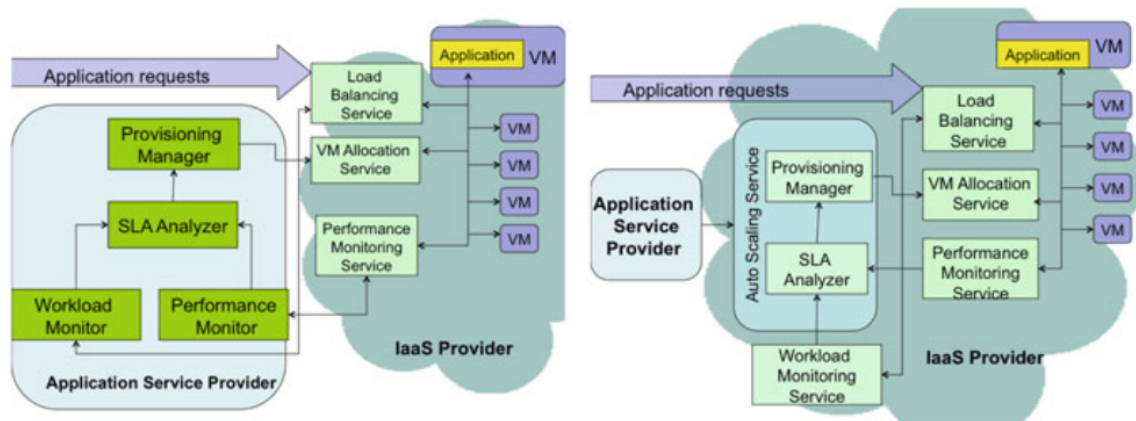 Application requests
Load
Balancing
Service
Application
VM
Provisioning
Manager
VM Allocation
Service
VM
VM
VM
VM
SLA Analyzer
Performance
Monitoring
Service
Workload
Monitor
Performance
Monitor
IaaS Provider
Application Service Provider
Application
VM
Application requests
Load
Balancing
Service
VM
VM
VM
VM
Application
Service
Provider
Auto Scaling Service
Provisioning
Manager
VM Allocation
Service
SLA
Analyzer
Performance
Monitoring
Service
Workload
Monitoring
Service
IaaS Provider